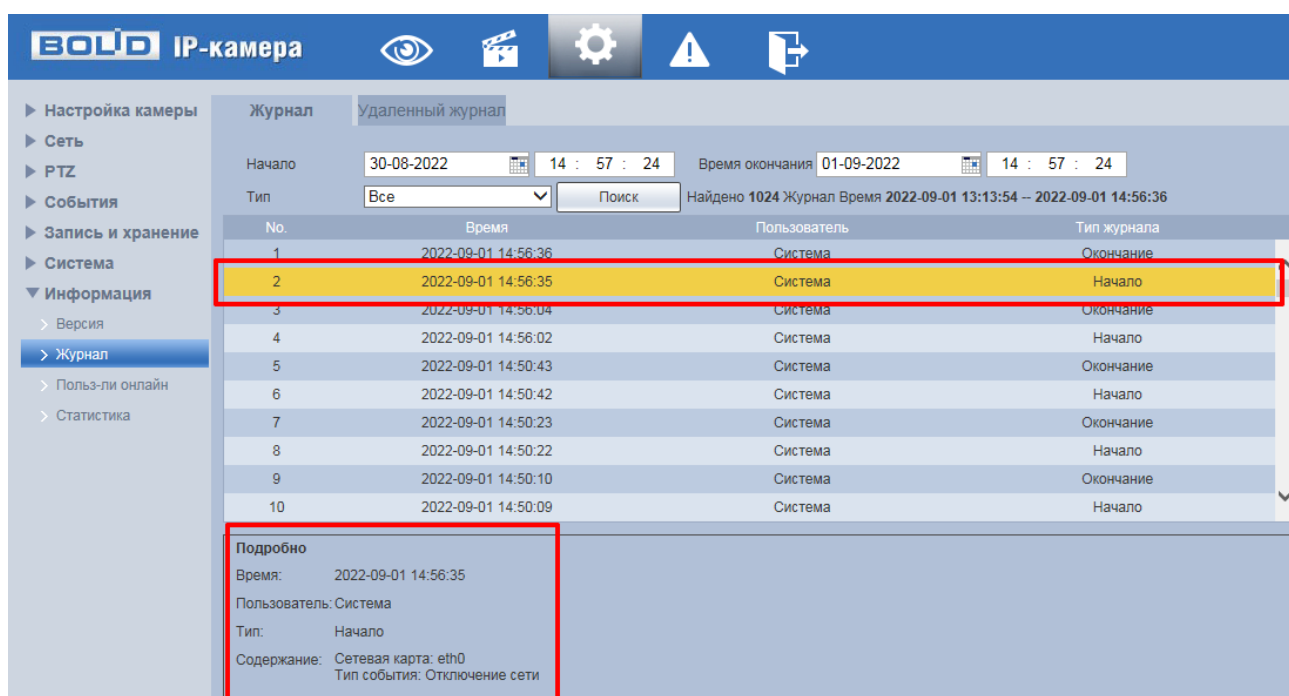 BOLID IP-камера
Настройка камеры
Сеть
PTZ
События
Запись и хранение
Система
Информация
Версия
Журнал
Польз-ли онлайн
Статистика
Журнал Удаленный журнал
Начало 30-08-2022 14 : 57 : 24 Время окончания 01-09-2022 14 : 57 : 24
Тип Все Поиск Найдено 1024 Журнал Время 2022-09-01 13:13:54 -- 2022-09-01 14:56:36
No. Время Пользователь Тип журнала
1 2022-09-01 14:56:36 Система Окончание
2 2022-09-01 14:56:35 Система Начало
3 2022-09-01 14:56:04 Система Окончание
4 2022-09-01 14:56:02 Система Начало
5 2022-09-01 14:50:43 Система Окончание
6 2022-09-01 14:50:42 Система Начало
7 2022-09-01 14:50:23 Система Окончание
8 2022-09-01 14:50:22 Система Начало
9 2022-09-01 14:50:10 Система Окончание
10 2022-09-01 14:50:09 Система Начало
Подробно
Время: 2022-09-01 14:56:35
Пользователь: Система
Тип: Начало
Содержание: Сетевая карта: eth0
Тип события: Отключение сети